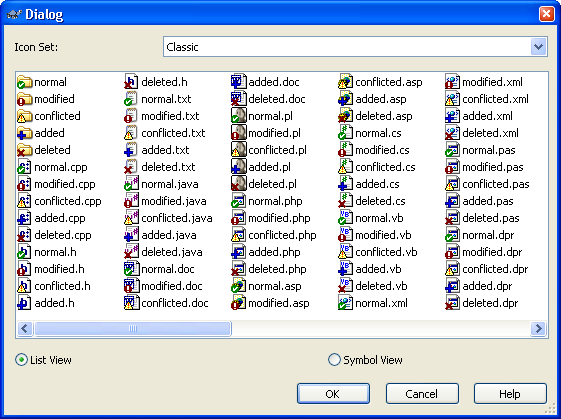 Dialog
Icon Set: Classic
normal
modified
conflicted
added
deleted
normal.cpp
modified.cpp
conflicted.cpp
added.cpp
deleted.cpp
normal.h
modified.h
conflicted.h
added.h
deleted.h
normal.txt
modified.txt
conflicted.txt
added.txt
deleted.txt
normal.java
modified.java
conflicted.java
added.java
deleted.java
normal.doc
modified.doc
conflicted.doc
added.doc
deleted.doc
normal.pl
modified.pl
conflicted.pl
added.pl
deleted.pl
normal.php
modified.php
conflicted.php
added.php
deleted.php
normal.asp
modified.asp
conflicted.asp
added.asp
deleted.asp
normal.cs
modified.cs
conflicted.cs
added.cs
deleted.cs
normal.vb
modified.vb
conflicted.vb
added.vb
deleted.vb
normal.xml
modified.xml
conflicted.xml
added.xml
deleted.xml
normal.pas
modified.pas
conflicted.pas
added.pas
deleted.pas
normal.dpr
modified.dpr
conflicted.dpr
added.dpr
deleted.dpr
List View Symbol View
OK Cancel Help